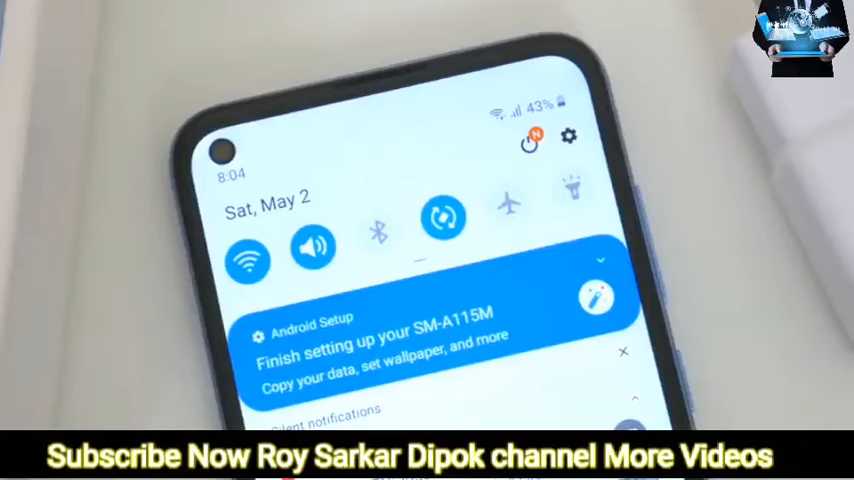 43%
N
8:04
Sat, May 2
Android Setup
Finish setting up your SM-A115M
Copy your data, set wallpaper, and more
Silent notifications
Subscribe Now Roy Sarkar Dipok channel More Videos